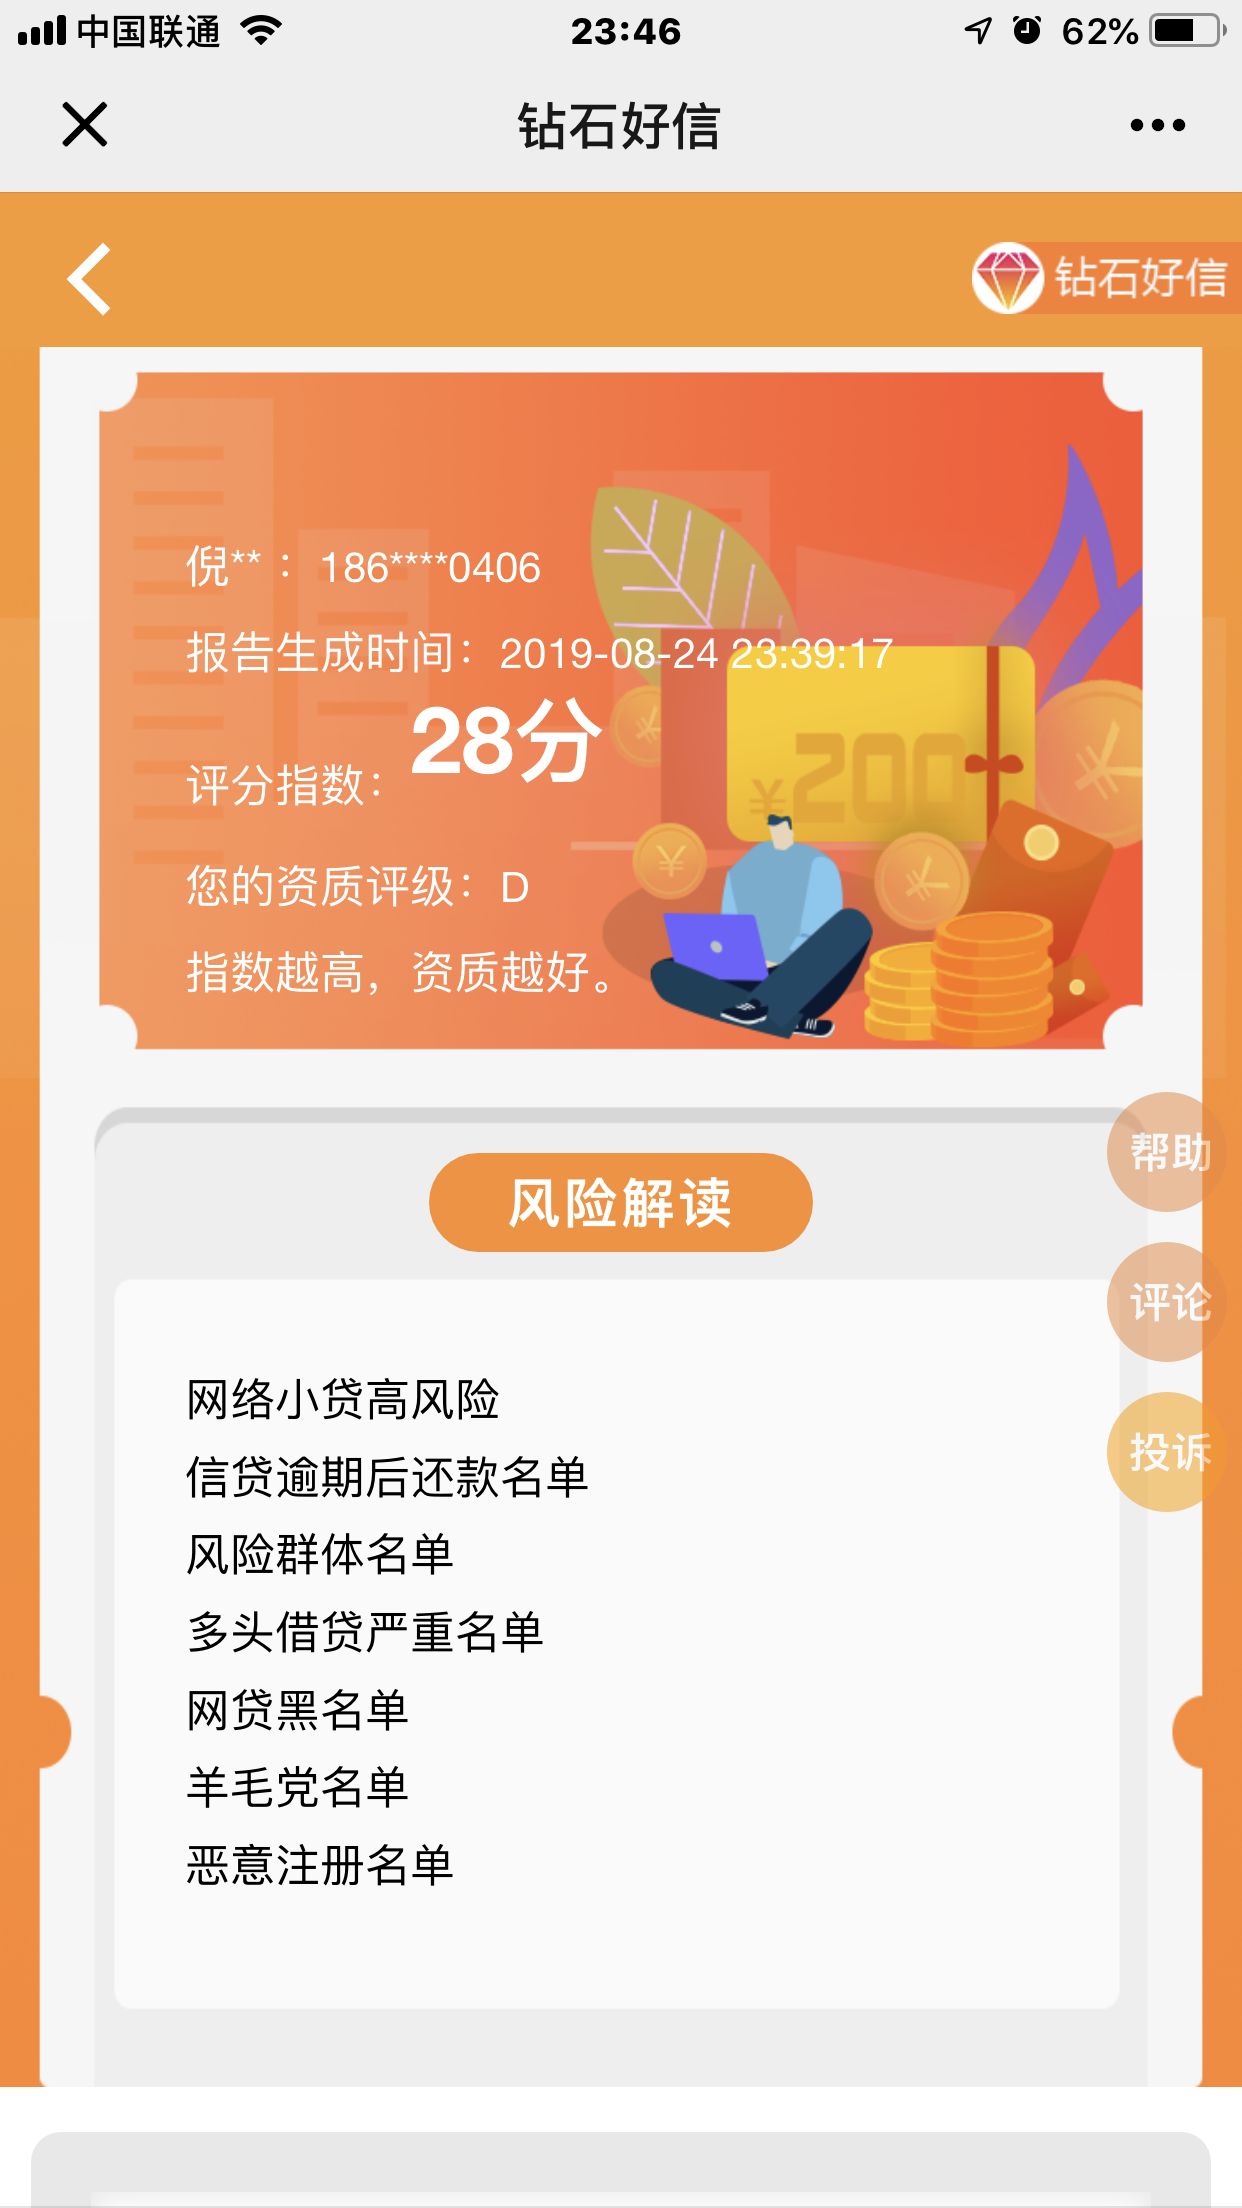 中国联通
23:46
62%
钻石好信
钻石好信
倪** ： 186****0406
报告生成时间：2019-08-24 23:39:17
评分指数：28分
¥200
您的资质评级：D
指数越高，资质越好。
风险解读
帮助
评论
投诉
网络小贷高风险
信贷逾期后还款名单
风险群体名单
多头借贷严重名单
网贷黑名单
羊毛党名单
恶意注册名单